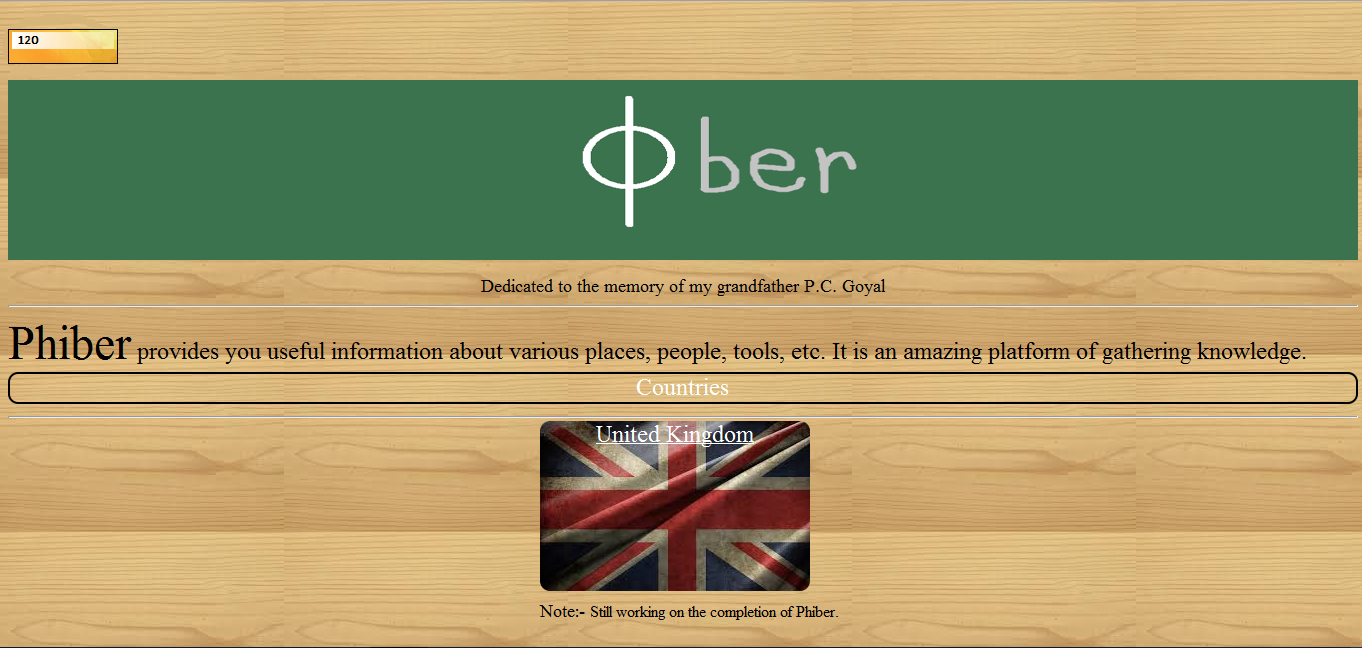 120
Φber
Dedicated to the memory of my grandfather P.C. Goyal
Phiber provides you useful information about various places, people, tools, etc. It is an amazing platform of gathering knowledge.
Countries
United Kingdom
Note:- Still working on the completion of Phiber.